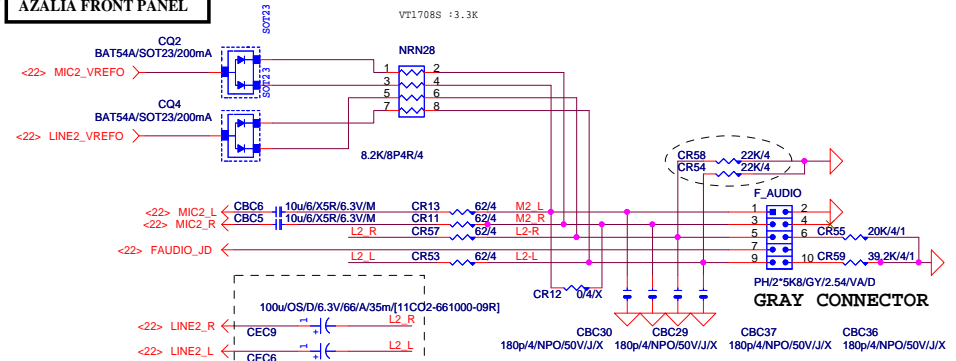 AZALIA FRONT PANEL
SOT23
VT1708S :3.3K
CQ2
BAT54A/SOT23/200mA
<22> MIC2_VREFO
NRN28
1 2
3 4
5 6
7 8
SOT23
CQ4
BAT54A/SOT23/200mA
<22> LINE2_VREFO
8.2K/8P4R/4
CR58 22K/4
CR54 22K/4
F_AUDIO
<22> MIC2_L CBC6 10u/6/X5R/6.3V/M CR13 62/4 M2_L 1 2
<22> MIC2_R CBC5 10u/6/X5R/6.3V/M CR11 62/4 M2_R 3 4
L2_R CR57 62/4 L2-R 5 6 CR55 20K/4/1
<22> FAUDIO_JD 7
L2_L CR53 62/4 L2-L 9 10 CR59 39.2K/4/1
PH/2*5K8/GY/2.54/VA/D
GRAY CONNECTOR
CR12 0/4/X
100u/OS/D/6.3V/66/A/35m/[11CO2-661000-09R]
<22> LINE2_R 1 + L2_R
CEC9
<22> LINE2_L 1 + L2_L
CEC6
CBC30 CBC29 CBC37 CBC36
180p/4/NPO/50V/J/X 180p/4/NPO/50V/J/X 180p/4/NPO/50V/J/X 180p/4/NPO/50V/J/X